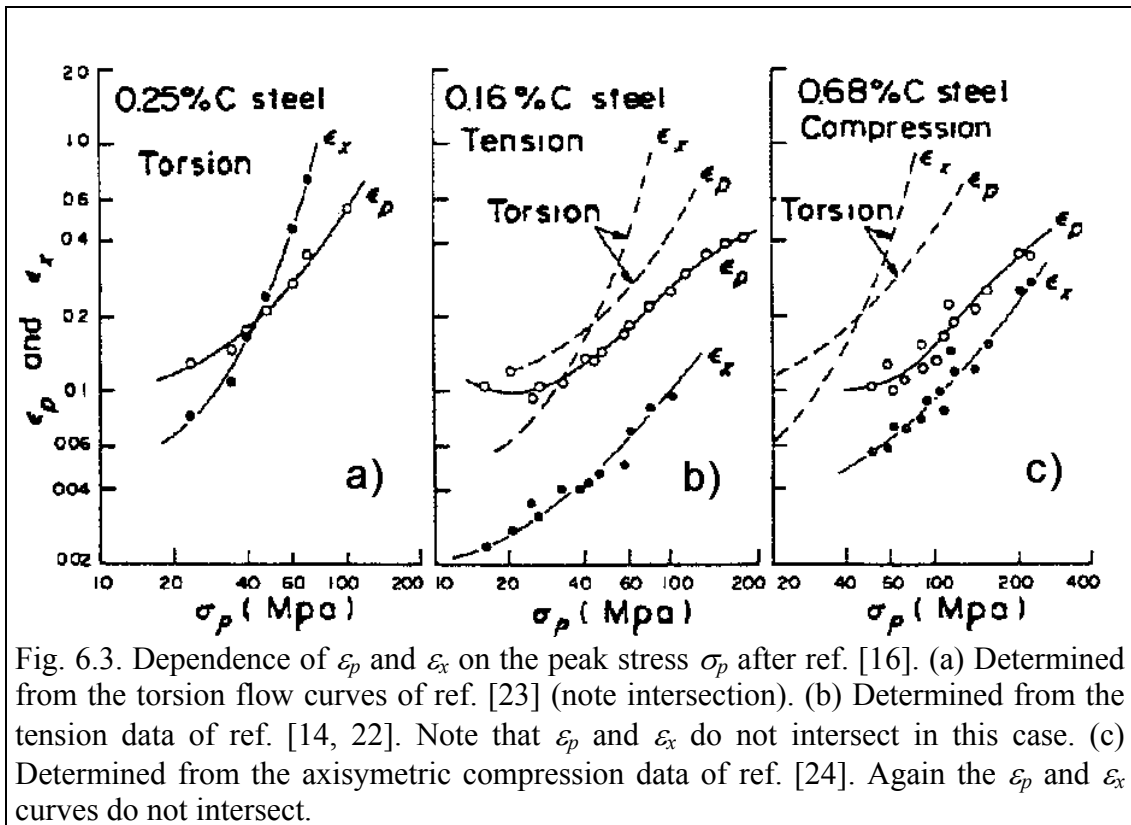 20
10
0.6
04
0.2
01
0.06
004
0.02
ϵp and ϵx
0.25%C steel
Torsion
ϵx
ϵp
a)
10 20 40 60 100 200
σp ( Mpa )
0.16 %C steel
Tension
ϵx
ϵp
Torsion
ϵp
ϵx
b)
10 20 40 60 100 200
σp ( Mpa )
0.68%C steel
Compression
ϵx
ϵp
Torsion
ϵp
ϵx
c)
20 40 60 100 200 400
σp ( Mpa )
Fig. 6.3. Dependence of εp and εx on the peak stress σp after ref. [16]. (a) Determined
from the torsion flow curves of ref. [23] (note intersection). (b) Determined from the
tension data of ref. [14, 22]. Note that εp and εx do not intersect in this case. (c)
Determined from the axisymetric compression data of ref. [24]. Again the εp and εx
curves do not intersect.